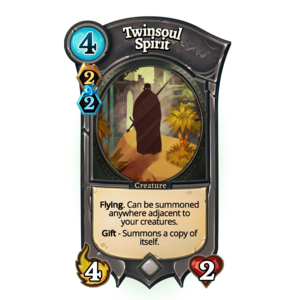 4
Twinsoul
Spirit
2
2
Creature
Flying. Can be summoned
anywhere adjacent to
your creatures.
Gift - Summons a copy of
itself.
4
2